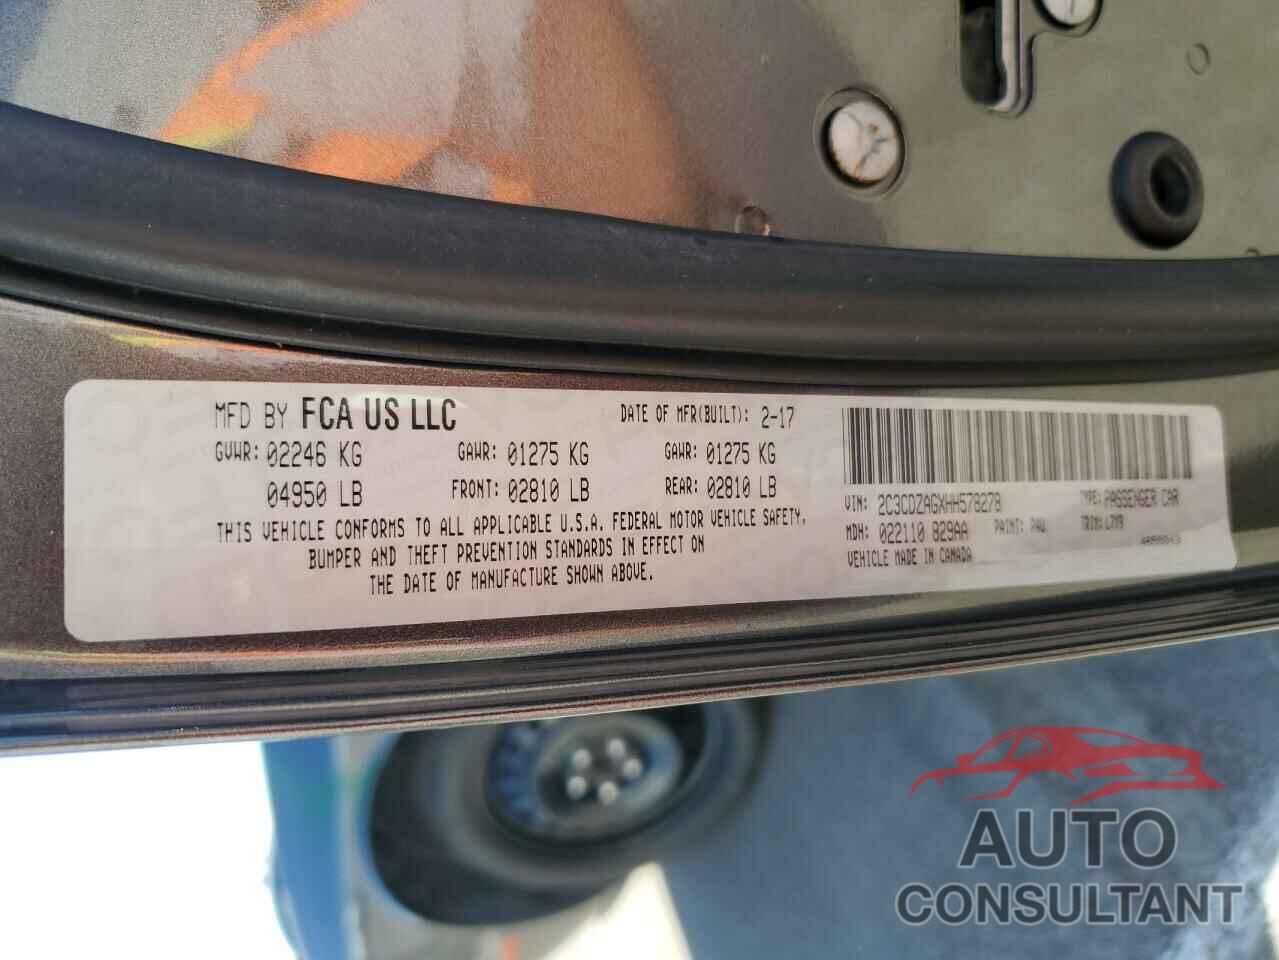 MFD BY FCA US LLC
DATE OF MFR(BUILT): 2-17
GVWR: 02246 KG
04950 LB
GAWR: 01275 KG
FRONT: 02810 LB
GAWR: 01275 KG
REAR: 02810 LB
THIS VEHICLE CONFORMS TO ALL APPLICABLE U.S.A. FEDERAL MOTOR VEHICLE SAFETY,
BUMPER AND THEFT PREVENTION STANDARDS IN EFFECT ON
THE DATE OF MANUFACTURE SHOWN ABOVE.
VIN: 2C3CDZAGXHH578278
TYPE: PASSENGER CAR
MDH: 022110 829AA
PAINT: PAU
TRIM: L7X9
VEHICLE MADE IN CANADA
AUTO
CONSULTANT